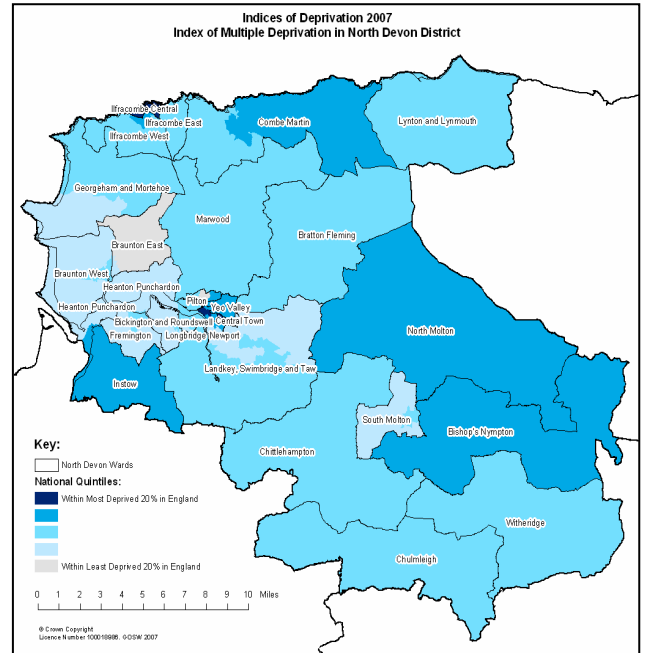 Indices of Deprivation 2007
Index of Multiple Deprivation in North Devon District
Ilfracombe Central
Ilfracombe East
Ilfracombe West
Combe Martin
Lynton and Lynmouth
Georgeham and Mortehoe
Marwood
Bratton Fleming
Braunton East
Braunton West
Heanton Punchardon
Pilton
Yeo Valley
Heanton Punchardon
Bickington and Roundswell
Central Town
Fremington
Longbridge
Newport
North Molton
Landkey, Swimbridge and Taw
Instow
South Molton
Bishop's Nympton
Chittlehampton
Witheridge
Chulmleigh
Key:
North Devon Wards
National Quintiles:
Within Most Deprived 20% in England
Within Least Deprived 20% in England
0 1 2 3 4 5 6 7 8 9 10 Miles
© Crown Copyright
Licence Number 100018986. GOSW 2007